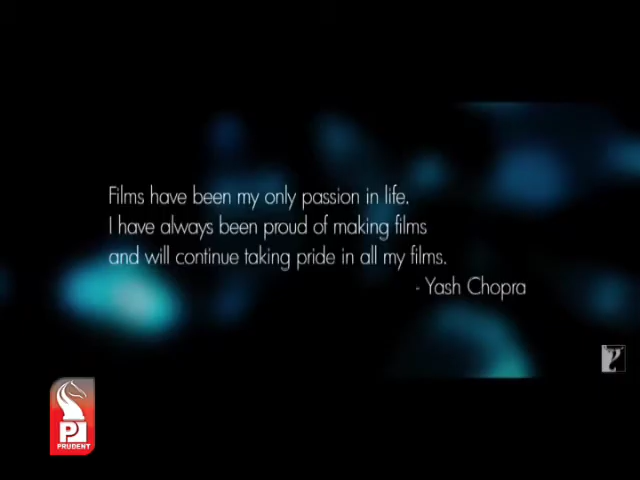 Films have been my only passion in life.
I have always been proud of making films
and will continue taking pride in all my films.
- Yash Chopra
PRUDENT